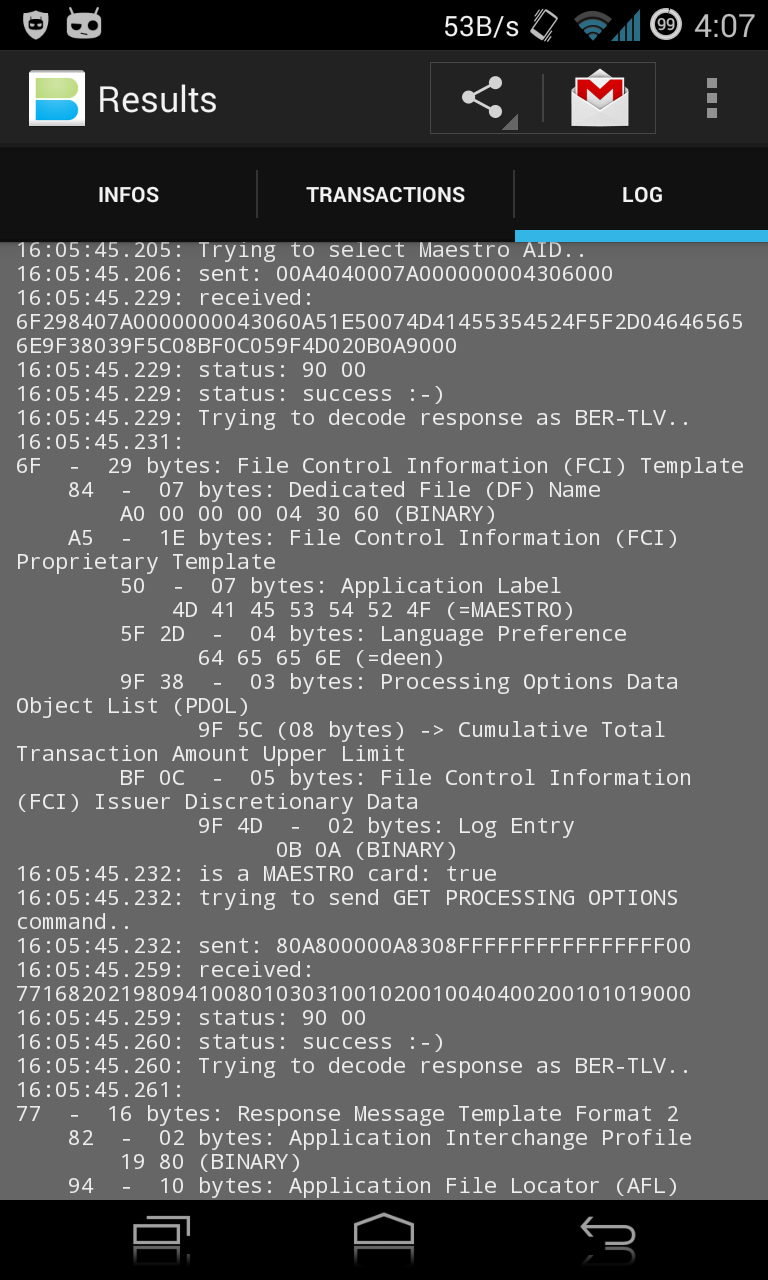 53B/s 99 4:07
Results
INFOS TRANSACTIONS LOG
16:05:45.205: Trying to select Maestro AID..
16:05:45.206: sent: 00A4040007A000000004306000
16:05:45.229: received:
6F298407A0000000043060A51E50074D41455354524F5F2D04646565
6E9F38039F5C08BF0C059F4D020B0A9000
16:05:45.229: status: 90 00
16:05:45.229: status: success :-)
16:05:45.229: Trying to decode response as BER-TLV..
16:05:45.231:
6F - 29 bytes: File Control Information (FCI) Template
84 - 07 bytes: Dedicated File (DF) Name
A0 00 00 00 04 30 60 (BINARY)
A5 - 1E bytes: File Control Information (FCI)
Proprietary Template
50 - 07 bytes: Application Label
4D 41 45 53 54 52 4F (=MAESTRO)
5F 2D - 04 bytes: Language Preference
64 65 65 6E (=deen)
9F 38 - 03 bytes: Processing Options Data
Object List (PDOL)
9F 5C (08 bytes) -> Cumulative Total
Transaction Amount Upper Limit
BF 0C - 05 bytes: File Control Information
(FCI) Issuer Discretionary Data
9F 4D - 02 bytes: Log Entry
0B 0A (BINARY)
16:05:45.232: is a MAESTRO card: true
16:05:45.232: trying to send GET PROCESSING OPTIONS
command..
16:05:45.232: sent: 80A800000A8308FFFFFFFFFFFFFFFF00
16:05:45.259: received:
771682021980941008010303100102001004040020010101​9000
16:05:45.259: status: 90 00
16:05:45.260: status: success :-)
16:05:45.260: Trying to decode response as BER-TLV..
16:05:45.261:
77 - 16 bytes: Response Message Template Format 2
82 - 02 bytes: Application Interchange Profile
19 80 (BINARY)
94 - 10 bytes: Application File Locator (AFL)